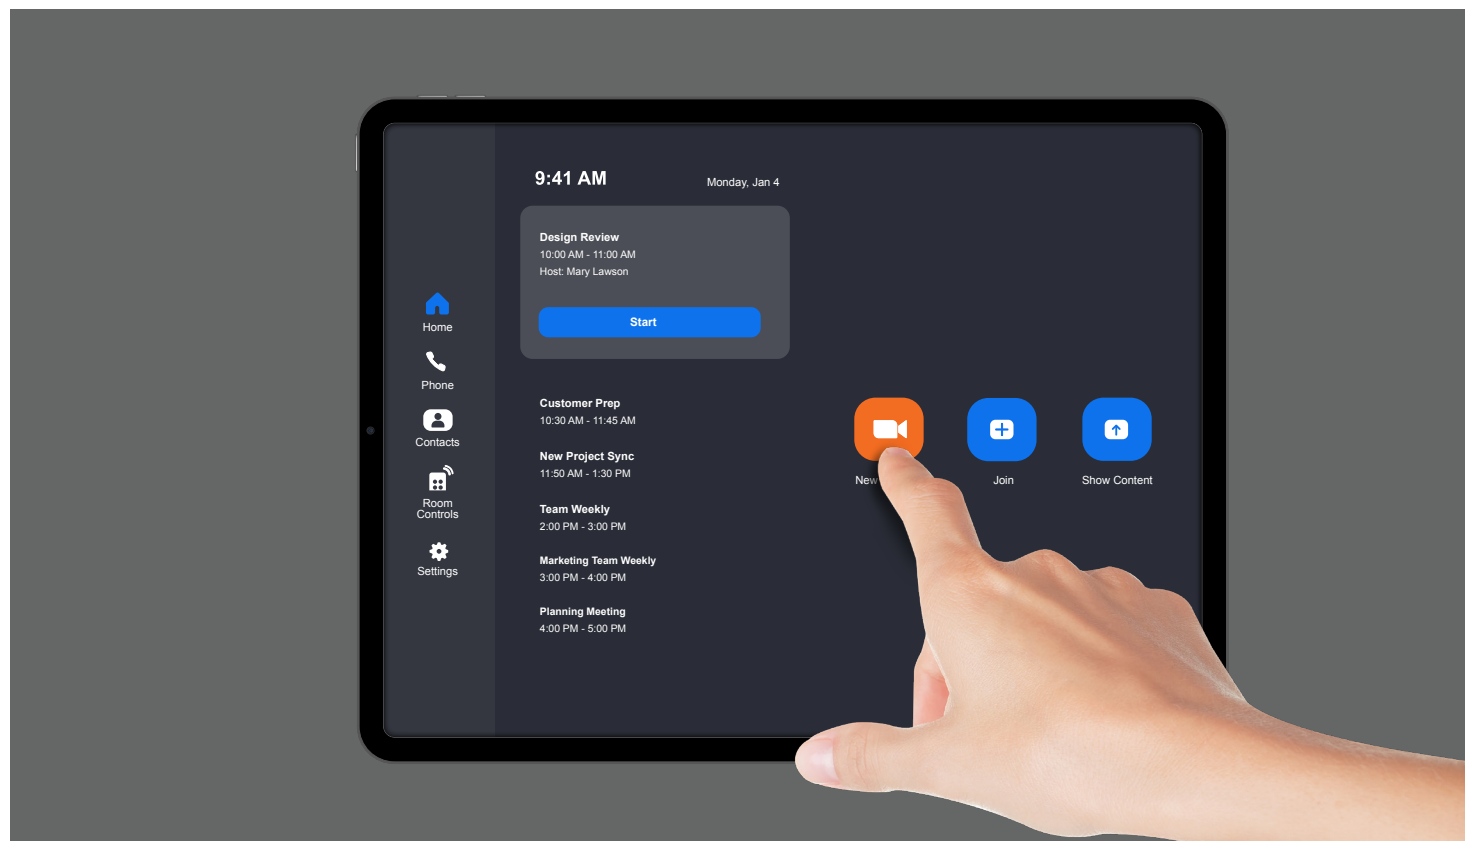 9:41 AM
Monday, Jan 4
Design Review
10:00 AM - 11:00 AM
Host: Mary Lawson
Start
Home
Phone
Contacts
Room
Controls
Settings
Customer Prep
10:30 AM - 11:45 AM
New Project Sync
11:50 AM - 1:30 PM
Team Weekly
2:00 PM - 3:00 PM
Marketing Team Weekly
3:00 PM - 4:00 PM
Planning Meeting
4:00 PM - 5:00 PM
New
Join
Show Content